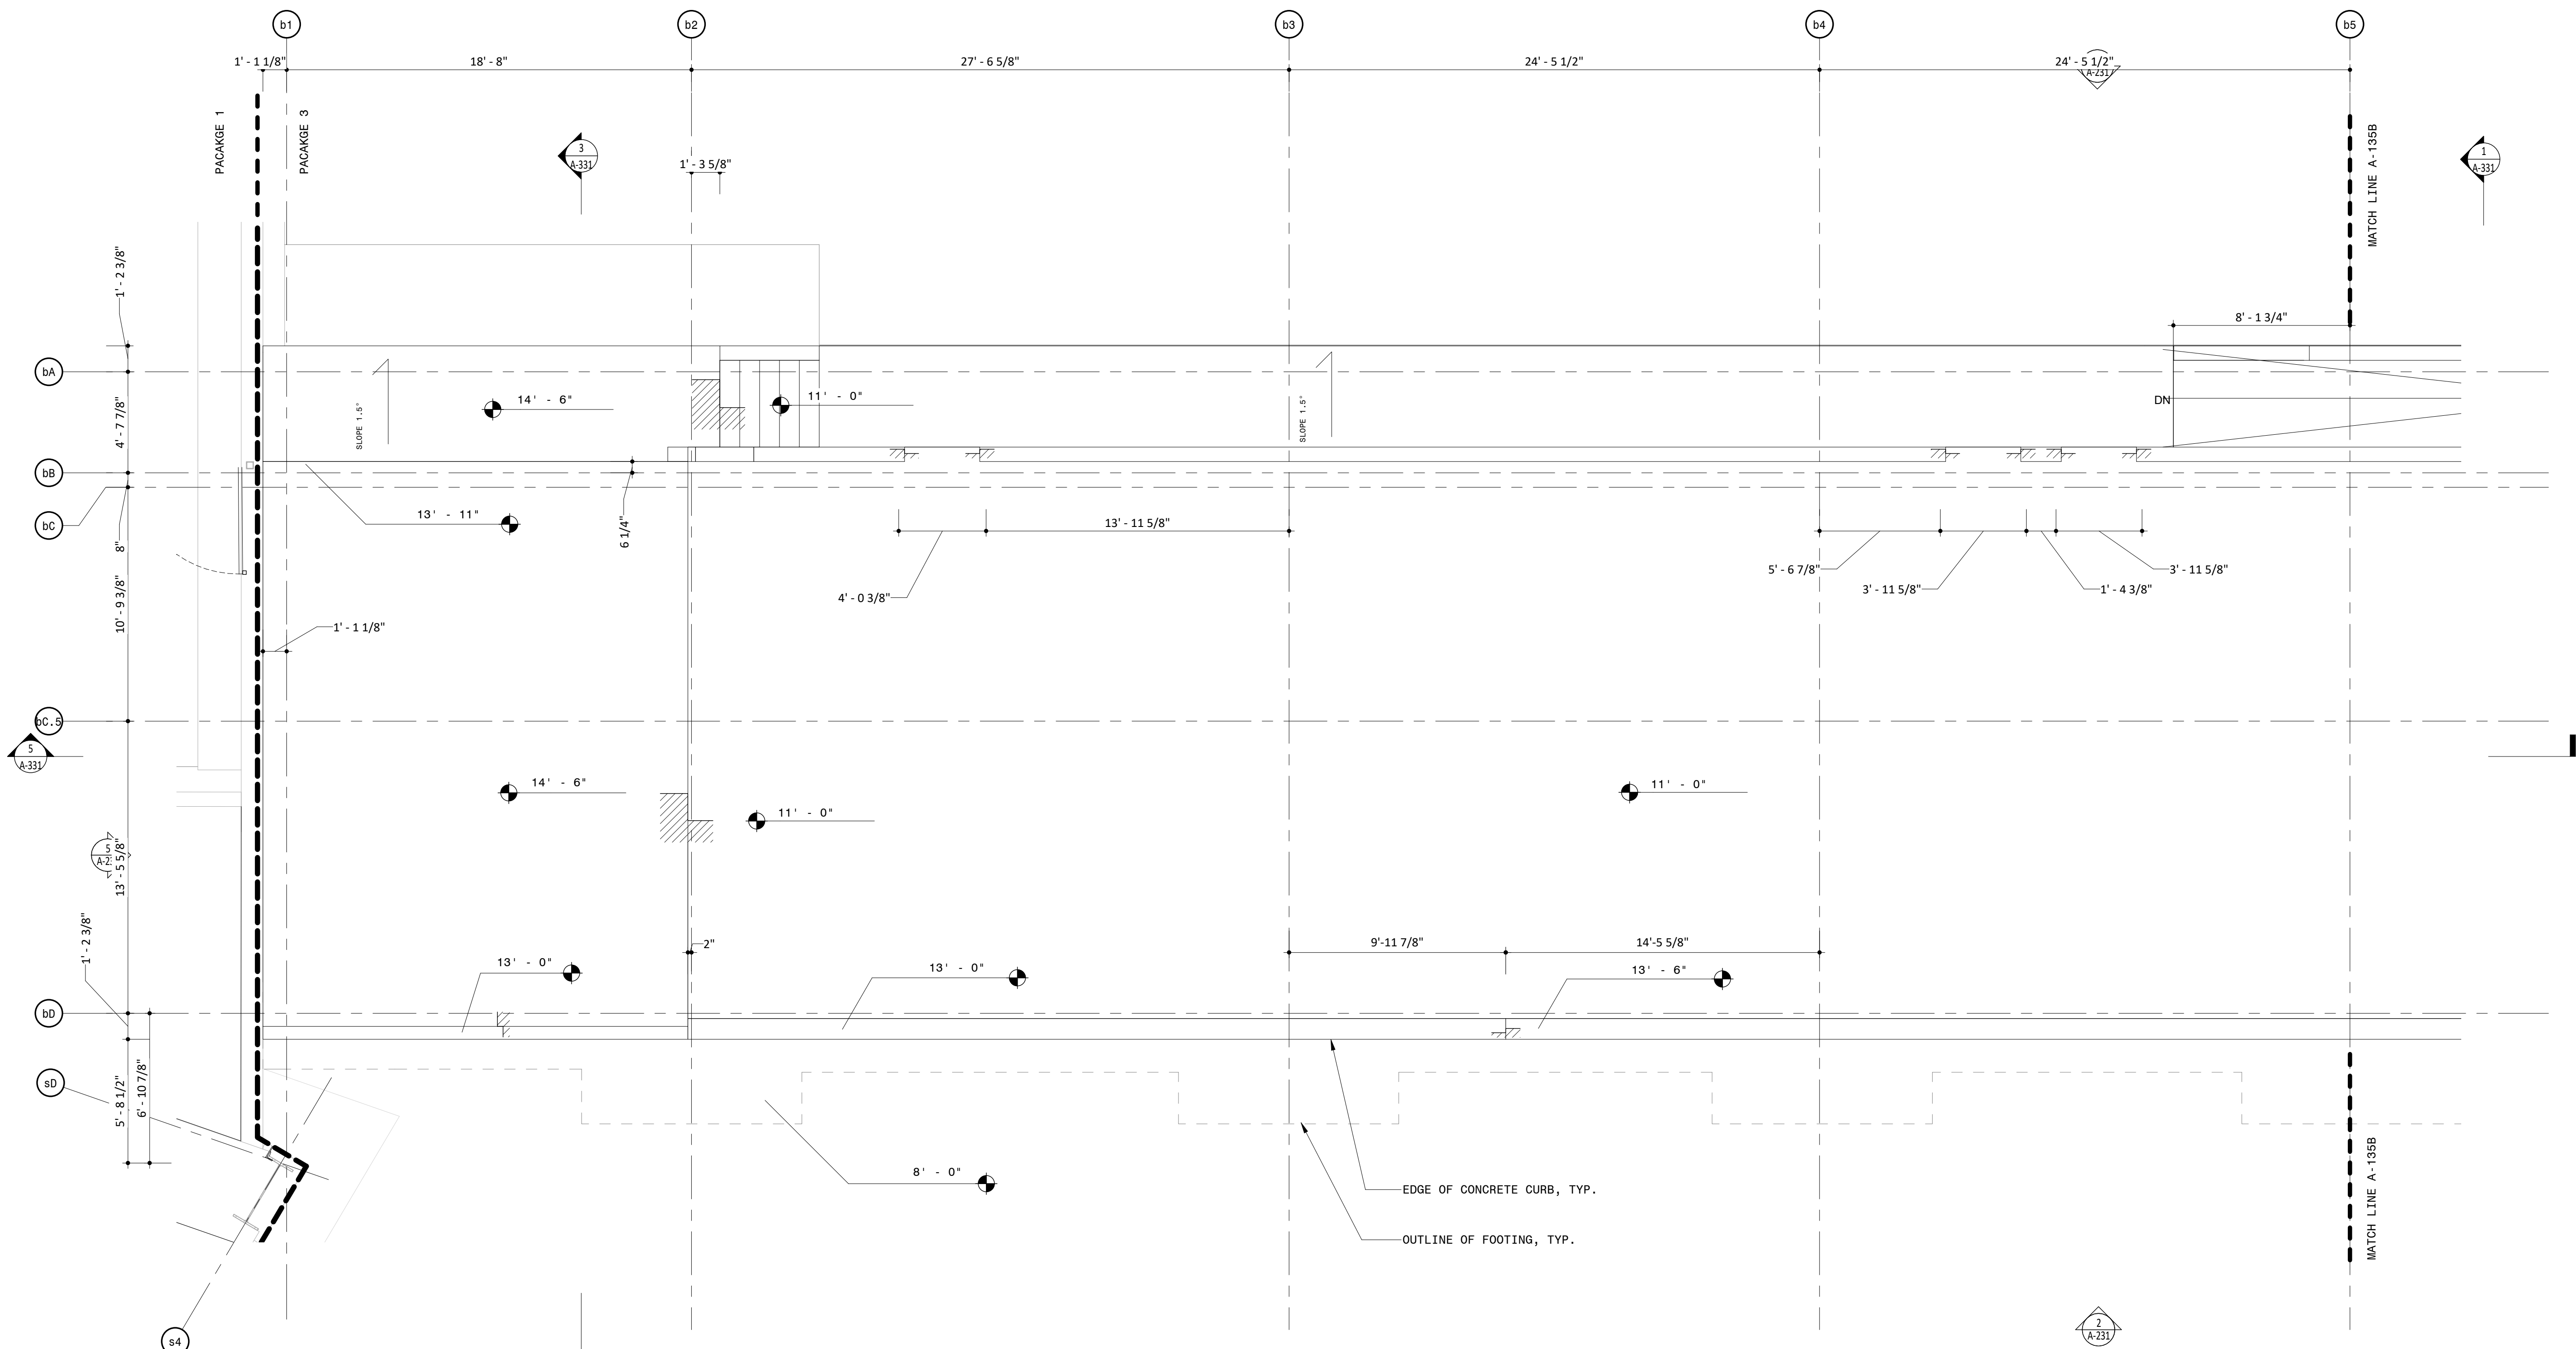 b1
b2
b3
b4
b5
1' - 1 1/8"
18' - 8"
27' - 6 5/8"
24' - 5 1/2"
24' - 5 1/2"
A-231
PACAKGE 1
PACAKGE 3
3
A-331
1' - 3 5/8"
MATCH LINE A-135B
1
A-331
1' - 2 3/8"
8' - 1 3/4"
bA
4' - 7 7/8"
SLOPE 1.5°
14' - 6"
11' - 0"
SLOPE 1.5°
DN
bB
bC
8"
13' - 11"
6 1/4"
13' - 11 5/8"
4' - 0 3/8"
5' - 6 7/8"
3' - 11 5/8"
1' - 4 3/8"
3' - 11 5/8"
10' - 9 3/8"
1' - 1 1/8"
bC.5
5
A-331
14' - 6"
11' - 0"
11' - 0"
5
13' - 5 5/8"
1' - 2 3/8"
2"
9'-11 7/8"
14'-5 5/8"
13' - 0"
13' - 0"
13' - 6"
bD
sD
5' - 8 1/2"
6' - 10 7/8"
8' - 0"
EDGE OF CONCRETE CURB, TYP.
OUTLINE OF FOOTING, TYP.
MATCH LINE A-135B
s4
2
A-231